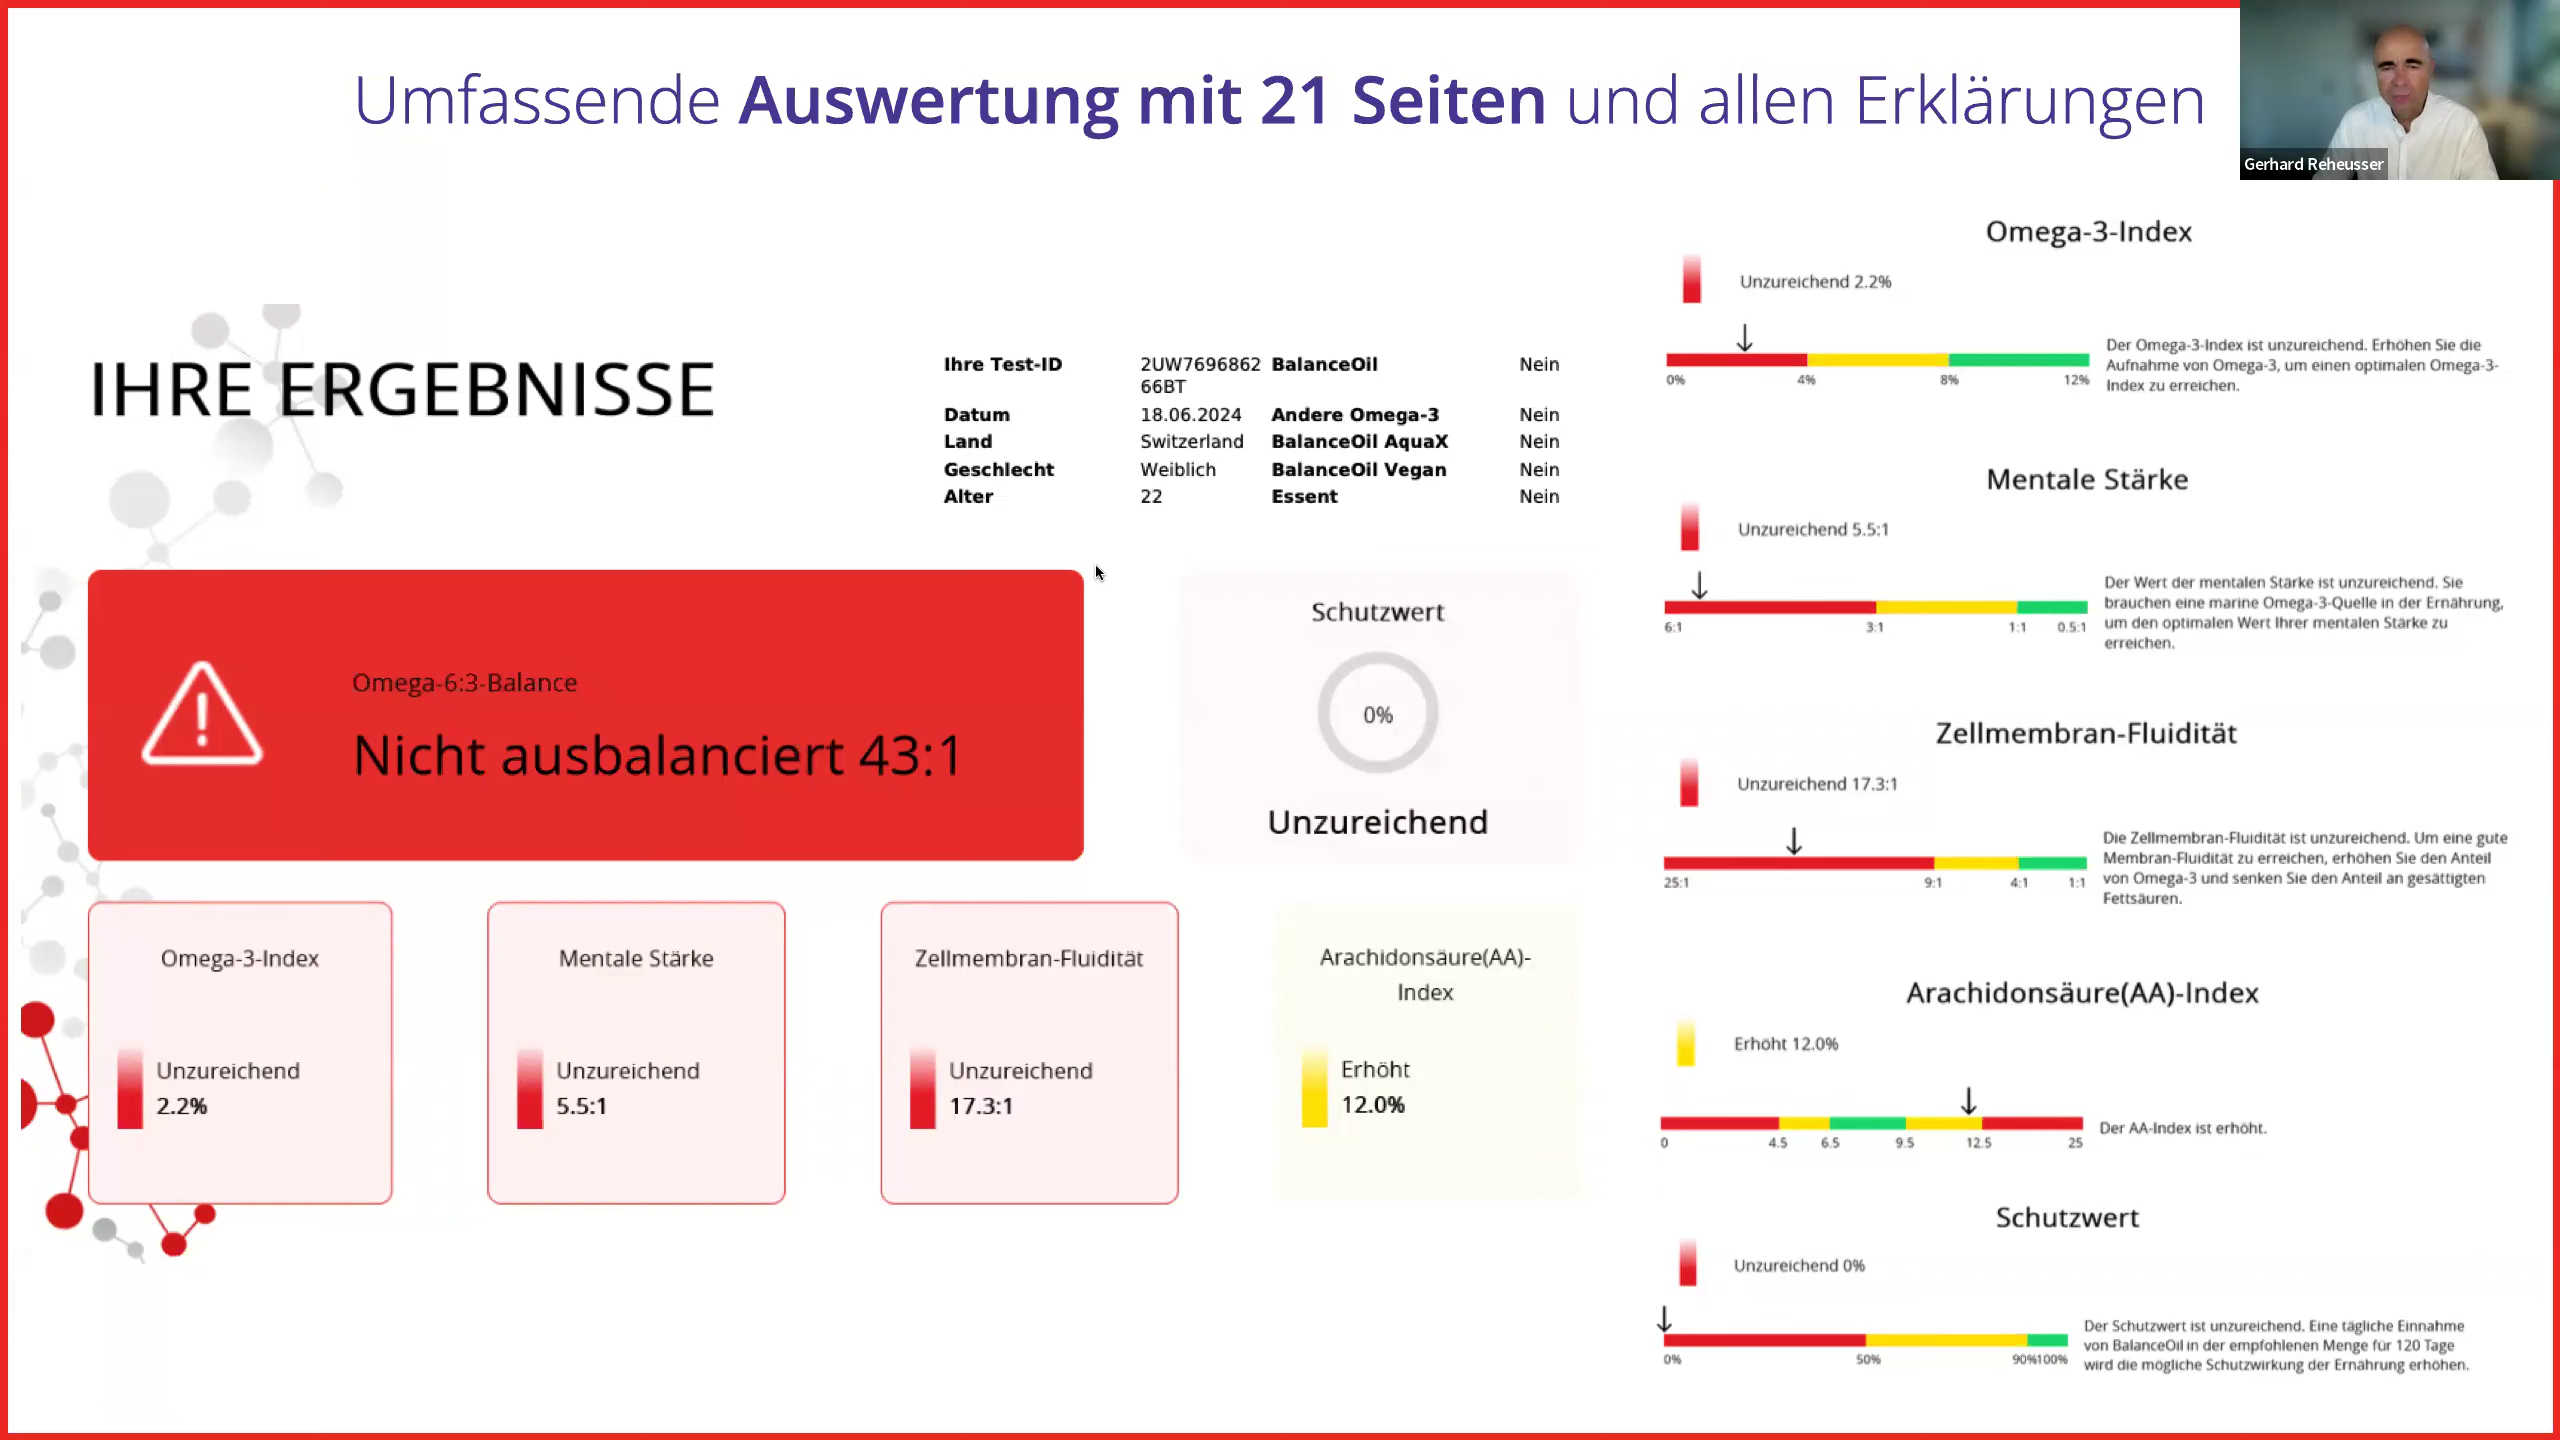 Umfassende Auswertung mit 21 Seiten und allen Erklärungen
Gerhard Reheusser
IHRE ERGEBNISSE
Ihre Test-ID 2UW7696862 BalanceOil Nein
66BT
Datum 18.06.2024 Andere Omega-3 Nein
Land Switzerland BalanceOil AquaX Nein
Geschlecht Weiblich BalanceOil Vegan Nein
Alter 22 Essent Nein
Omega-6:3-Balance
Nicht ausbalanciert 43:1
Schutzwert
0%
Unzureichend
Omega-3-Index
Unzureichend
2.2%
Mentale Stärke
Unzureichend
5.5:1
Zellmembran-Fluidität
Unzureichend
17.3:1
Arachidonsäure(AA)-
Index
Erhöht
12.0%
Omega-3-Index
Unzureichend 2.2%
0% 4% 8% 12%
Der Omega-3-Index ist unzureichend. Erhöhen Sie die
Aufnahme von Omega-3, um einen optimalen Omega-3-
Index zu erreichen.
Mentale Stärke
Unzureichend 5.5:1
6:1 3:1 1:1 0.5:1
Der Wert der mentalen Stärke ist unzureichend. Sie
brauchen eine marine Omega-3-Quelle in der Ernährung,
um den optimalen Wert Ihrer mentalen Stärke zu
erreichen.
Zellmembran-Fluidität
Unzureichend 17.3:1
25:1 9:1 4:1 1:1
Die Zellmembran-Fluidität ist unzureichend. Um eine gute
Membran-Fluidität zu erreichen, erhöhen Sie den Anteil
von Omega-3 und senken Sie den Anteil an gesättigten
Fettsäuren.
Arachidonsäure(AA)-Index
Erhöht 12.0%
0 4.5 6.5 9.5 12.5 25
Der AA-Index ist erhöht.
Schutzwert
Unzureichend 0%
0% 50% 90%100%
Der Schutzwert ist unzureichend. Eine tägliche Einnahme
von BalanceOil in der empfohlenen Menge für 120 Tage
wird die mögliche Schutzwirkung der Ernährung erhöhen.